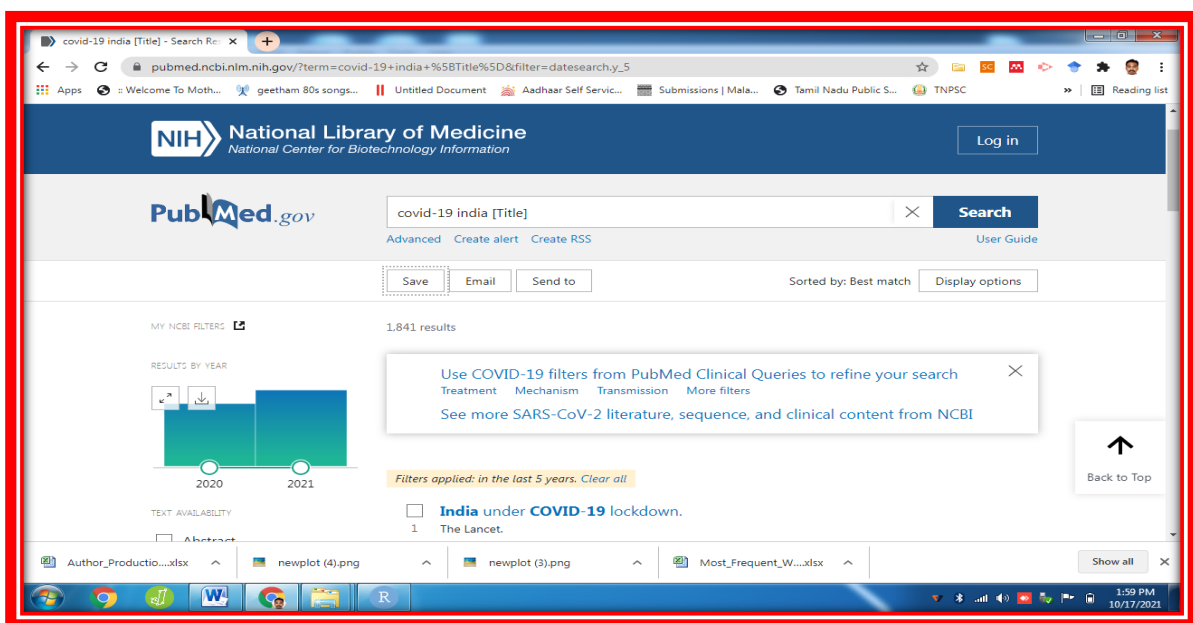 covid-19 india [Title] - Search Re
pubmed.ncbi.nlm.nih.gov/?term=covid-19+india+%5BTitle%5D&filter=datesearch.y_5
SC
Apps :: Welcome To Moth... geetham 80s songs... Untitled Document Aadhaar Self Servic... Submissions | Mala... Tamil Nadu Public S... TNPSC » Reading list
NIH National Library of Medicine
National Center for Biotechnology Information
Log in
PubMed.gov
covid-19 india [Title]
Search
Advanced Create alert Create RSS User Guide
Save Email Send to Sorted by: Best match Display options
MY NCBI FILTERS 1,841 results
RESULTS BY YEAR
Use COVID-19 filters from PubMed Clinical Queries to refine your search
Treatment Mechanism Transmission More filters
See more SARS-CoV-2 literature, sequence, and clinical content from NCBI
2020 2021
Filters applied: in the last 5 years. Clear all
Back to Top
TEXT AVAILABILITY
India under COVID-19 lockdown.
1 The Lancet.
Abstract
Author_Productio....xlsx newplot (4).png newplot (3).png Most_Frequent_W....xlsx Show all
W R
1:59 PM
10/17/2021